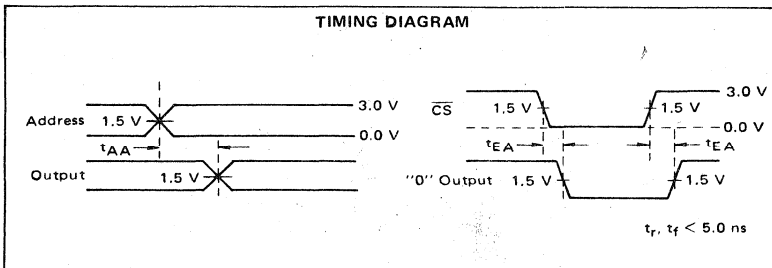 TIMING DIAGRAM
Address
1.5 V
3.0 V
0.0 V
tAA
Output
1.5 V
CS
1.5 V
1.5 V
3.0 V
0.0 V
tEA
tEA
"0" Output
1.5 V
1.5 V
tr, tf < 5.0 ns